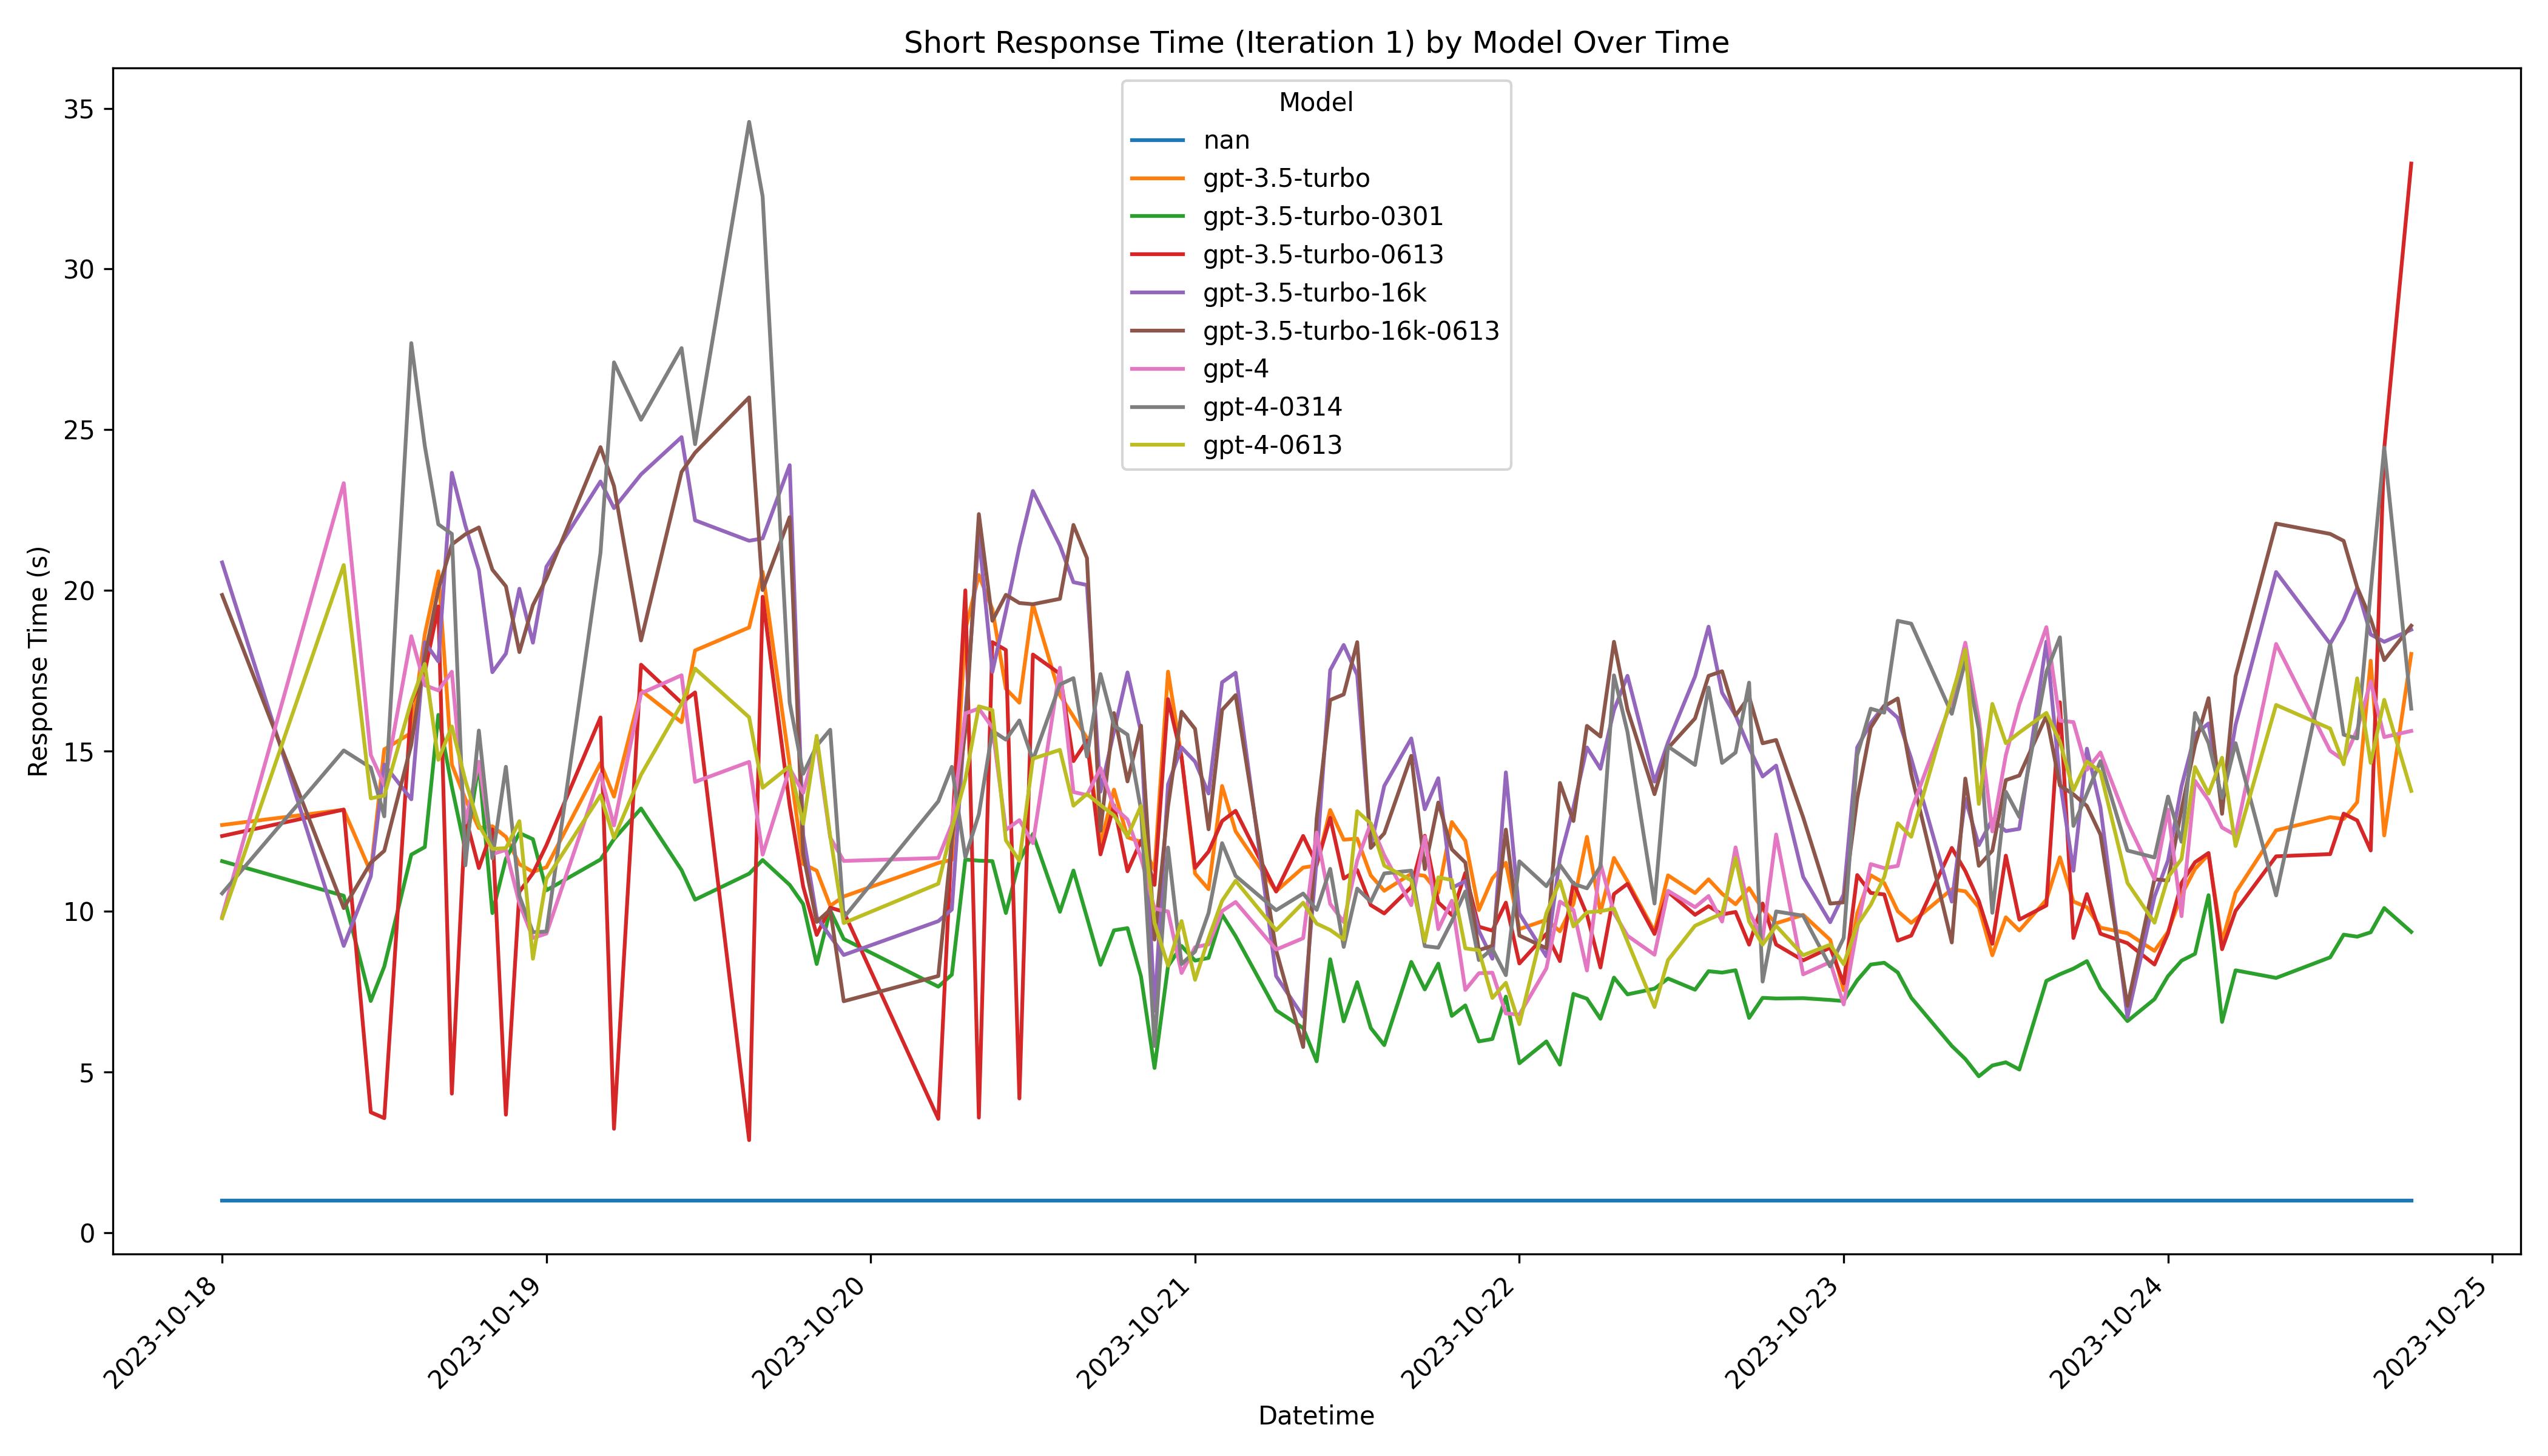 Short Response Time (Iteration 1) by Model Over Time
Model
nan
gpt-3.5-turbo
gpt-3.5-turbo-0301
gpt-3.5-turbo-0613
gpt-3.5-turbo-16k
gpt-3.5-turbo-16k-0613
gpt-4
gpt-4-0314
gpt-4-0613
Response Time (s)
35
30
25
20
15
10
5
0
2023-10-18
2023-10-19
2023-10-20
2023-10-21
2023-10-22
2023-10-23
2023-10-24
2023-10-25
Datetime